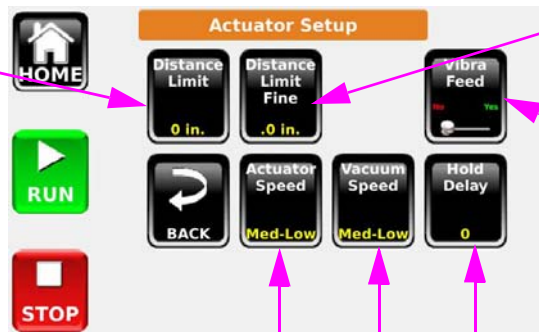 Actuator Setup
HOME
Distance
Limit
0 in.
Distance
Limit
Fine
.0 in.
Vibra
Feed
No Yes
RUN
BACK
Actuator
Speed
Med-Low
Vacuum
Speed
Med-Low
Hold
Delay
0
STOP